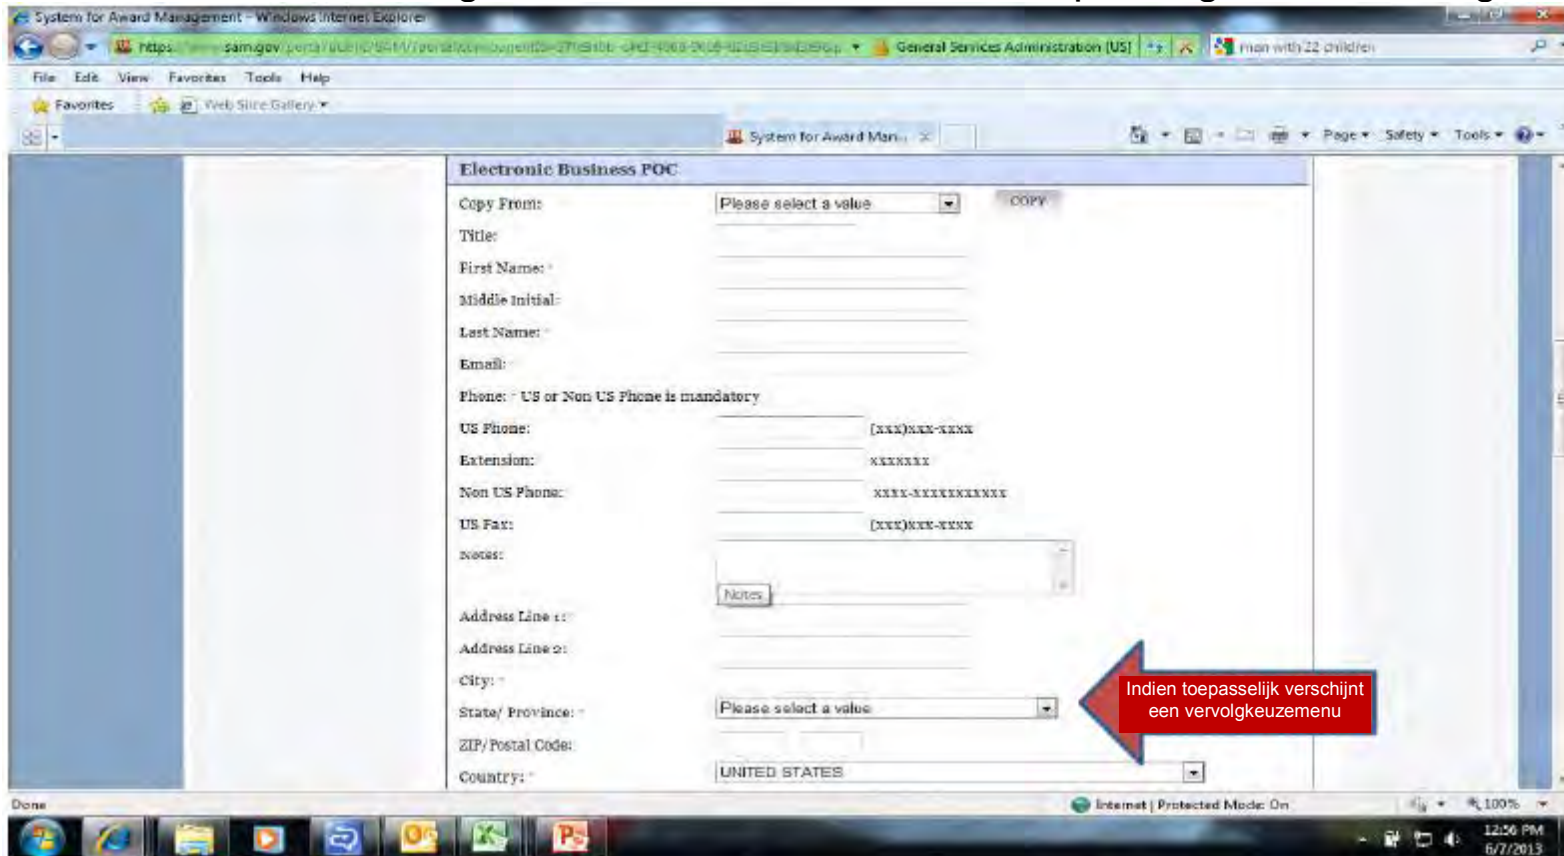 System for Award Management - Windows Internet Explorer
https
sam.gov
General Services Administration [US]
man with 22 children
File Edit View Favorites Tools Help
Favorites
Web Slice Gallery
System for Award Man...
Page Safety Tools
Electronic Business POC
Copy From:
Please select a value
COPY
Title:
First Name: *
Middle Initial:
Last Name: *
Email: *
Phone: * US or Non US Phone is mandatory
US Phone:
(xxx)xxx-xxxx
Extension:
xxxxxxx
Non US Phone:
xxxx-xxxxxxxxxxx
US Fax:
(xxx)xxx-xxxx
Notes:
Notes
Address Line 1:
Address Line 2:
City: *
State/ Province: *
Please select a value
Indien toepasselijk verschijnt
een vervolgkeuzemenu
ZIP/Postal Code:
Country: *
UNITED STATES
Done
Internet | Protected Mode: On
100%
12:56 PM
6/7/2013